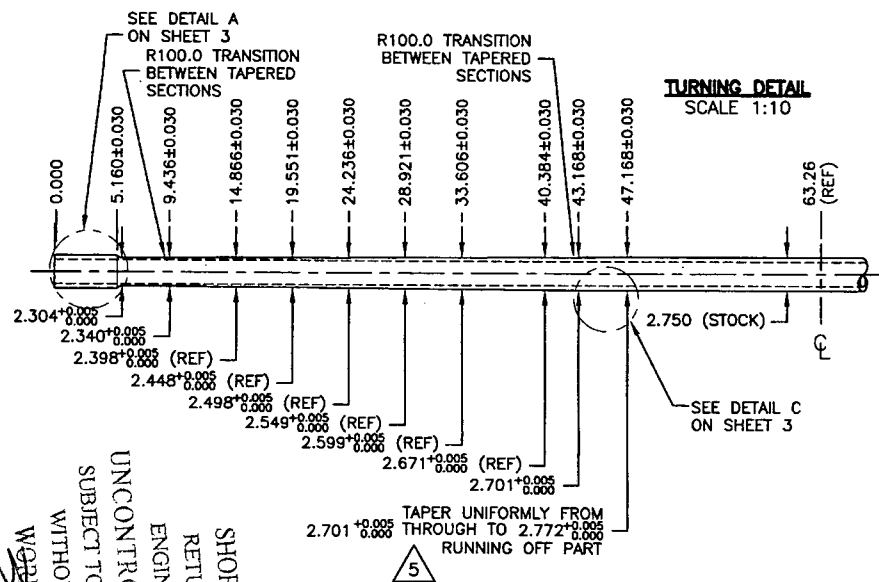 SEE DETAIL A
ON SHEET 3
R100.0 TRANSITION
BETWEEN TAPERED
SECTIONS
R100.0 TRANSITION
BETWEEN TAPERED
SECTIONS
TURNING DETAIL
SCALE 1:10
0.000
5.160±0.030
9.436±0.030
14.866±0.030
19.551±0.030
24.236±0.030
28.921±0.030
33.606±0.030
40.384±0.030
43.168±0.030
47.168±0.030
63.26
(REF)
2.304+0.005 0.000
2.340+0.005 0.000
2.398+0.005 0.000 (REF)
2.448+0.005 0.000 (REF)
2.498+0.005 0.000 (REF)
2.549+0.005 0.000 (REF)
2.599+0.005 0.000 (REF)
2.671+0.005 0.000 (REF)
2.701+0.005 0.000
2.750 (STOCK)
℄
SEE DETAIL C
ON SHEET 3
TAPER UNIFORMLY FROM
2.701 +0.005 0.000 THROUGH TO 2.772+0.005 0.000
RUNNING OFF PART
5
SHOP
RETU
ENGIN
UNCONTRO
SUBJECT TO
WITHO